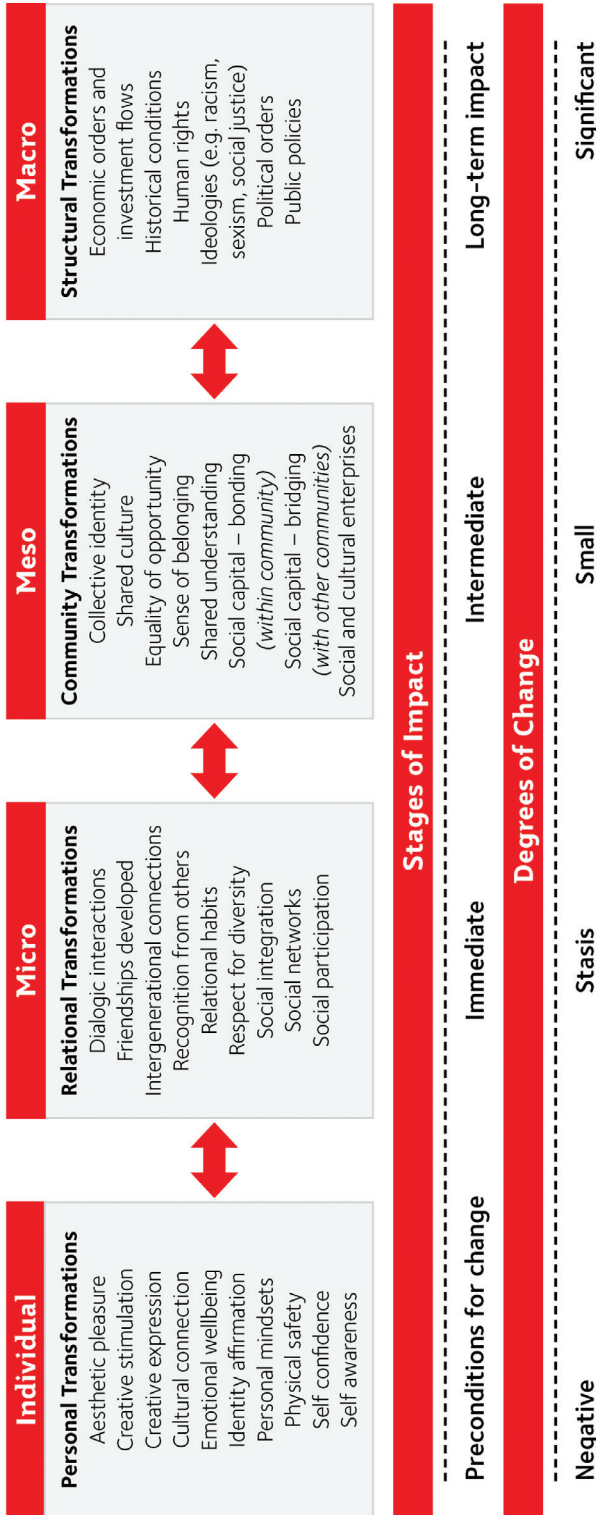 Individual
Personal Transformations
Aesthetic pleasure
Creative stimulation
Creative expression
Cultural connection
Emotional wellbeing
Identity affirmation
Personal mindsets
Physical safety
Self confidence
Self awareness
Micro
Relational Transformations
Dialogic interactions
Friendships developed
Intergenerational connections
Recognition from others
Relational habits
Respect for diversity
Social integration
Social networks
Social participation
Meso
Community Transformations
Collective identity
Shared culture
Equality of opportunity
Sense of belonging
Shared understanding
Social capital – bonding
(within community)
Social capital – bridging
(with other communities)
Social and cultural enterprises
Macro
Structural Transformations
Economic orders and
investment flows
Historical conditions
Human rights
Ideologies (e.g. racism,
sexism, social justice)
Political orders
Public policies
Stages of Impact
Preconditions for change
Immediate
Intermediate
Long-term impact
Degrees of Change
Negative
Stasis
Small
Significant